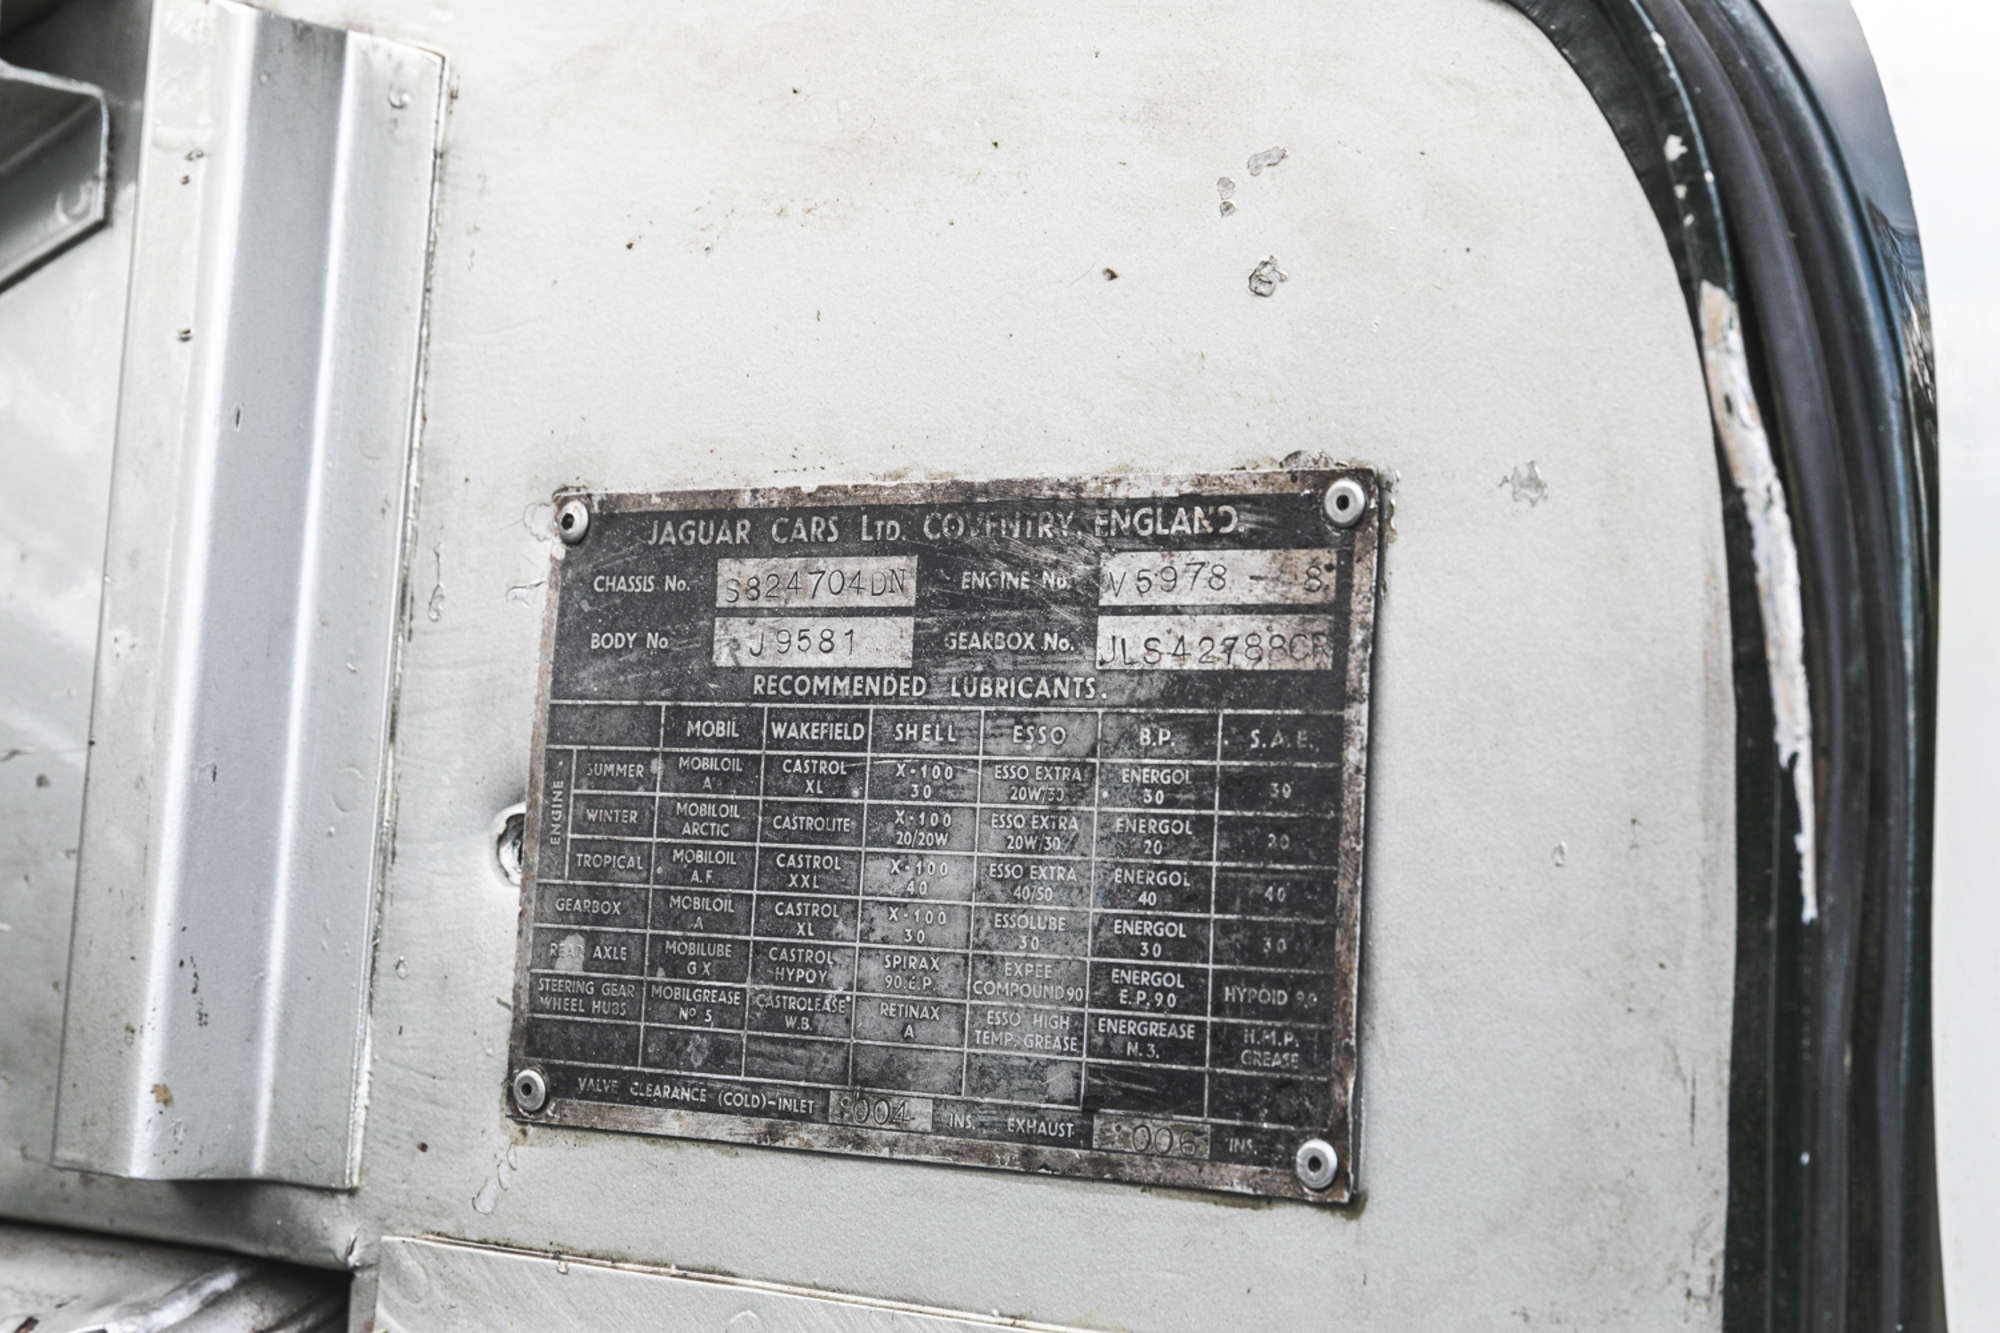 JAGUAR CARS LTD. COVENTRY, ENGLAND.
CHASSIS No. S824704DN ENGINE No. V5978 - 8
BODY No J9581 GEARBOX No. JLS42788CR
RECOMMENDED LUBRICANTS.
MOBIL WAKEFIELD SHELL ESSO B.P. S.A.E.
ENGINE
SUMMER MOBILOIL A CASTROL XL X-100 30 ESSO EXTRA 20W/30 ENERGOL 30 30
WINTER MOBILOIL ARCTIC CASTROLITE X-100 20/20W ESSO EXTRA 20W/30 ENERGOL 20 20
TROPICAL MOBILOIL A.F. CASTROL XXL X-100 40 ESSO EXTRA 40/50 ENERGOL 40 40
GEARBOX MOBILOIL A CASTROL XL X-100 30 ESSOLUBE 30 ENERGOL 30 30
REAR AXLE MOBILUBE GX CASTROL HYPOY SPIRAX 90.E.P. EXPEE COMPOUND 90 ENERGOL E.P. 90 HYPOID 90
STEERING GEAR WHEEL HUBS MOBILGREASE No 5 CASTROLEASE W.B. RETINAX A ESSO HIGH TEMP. GREASE ENERGREASE N.3. H.M.P. GREASE
VALVE CLEARANCE (COLD)-INLET .004 INS. EXHAUST .006 INS.